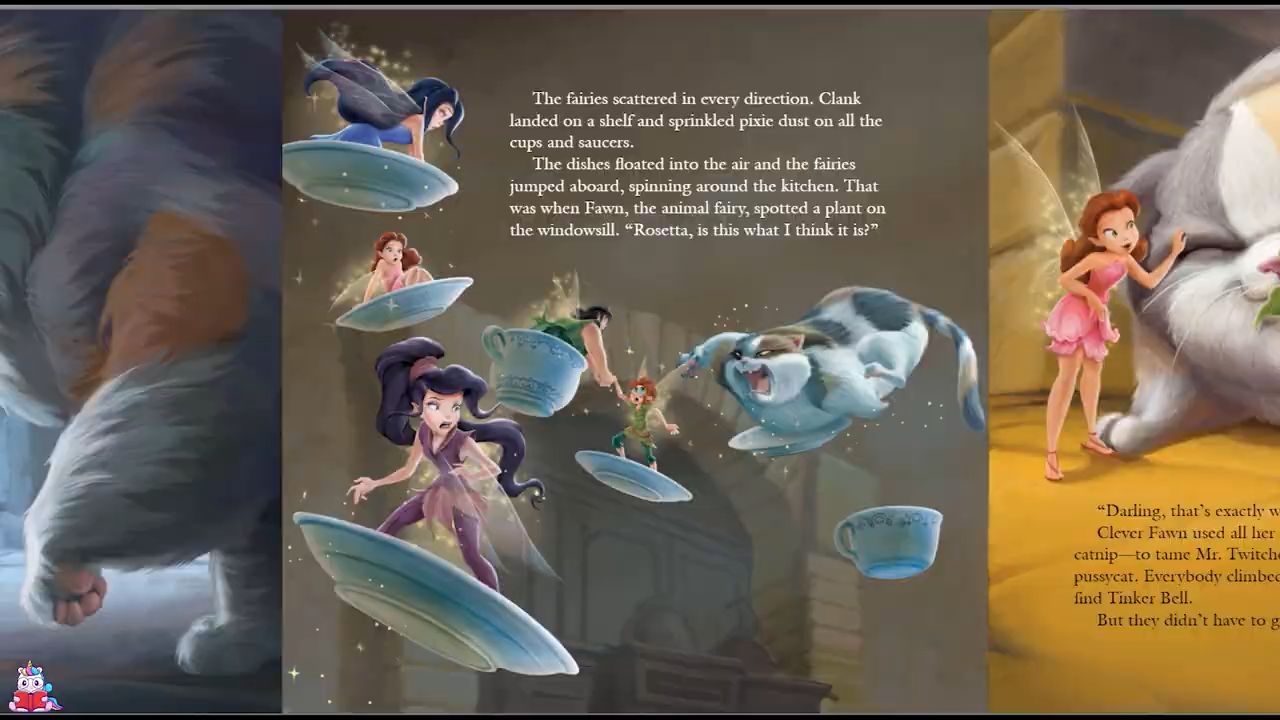 The fairies scattered in every direction. Clank
landed on a shelf and sprinkled pixie dust on all the
cups and saucers.
The dishes floated into the air and the fairies
jumped aboard, spinning around the kitchen. That
was when Fawn, the animal fairy, spotted a plant on
the windowsill. “Rosetta, is this what I think it is?”
“Darling, that’s exactly
Clever Fawn used all her
catnip—to tame Mr.
pussycat. Everybody
find Tinker Bell.
But they didn’t have to